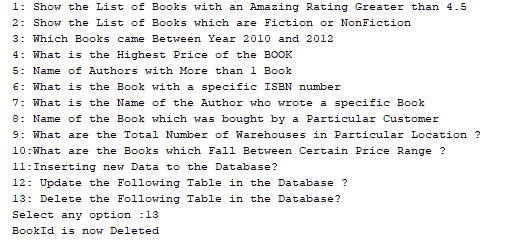 1: Show the List of Books with an Amazing Rating Greater than 4.5
2: Show the List of Books which are Fiction or NonFiction
3: Which Books came Between Year 2010 and 2012
4: What is the Highest Price of the BOOK
5: Name of Authors with More than 1 Book
6: What is the Book with a specific ISBN number
7: What is the Name of the Author who wrote a specific Book
8: Name of the Book which was bought by a Particular Customer
9: What are the Total Number of Warehouses in Particular Location ?
10:What are the Books which Fall Between Certain Price Range ?
11:Inserting new Data to the Database?
12: Update the Following Table in the Database ?
13: Delete the Following Table in the Database?
Select any option :13
BookId is now Deleted